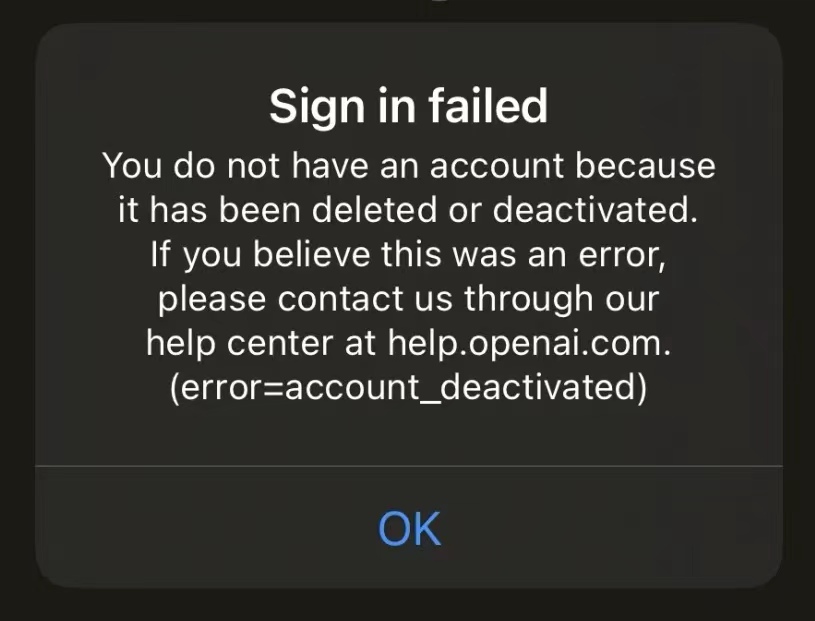 Sign in failed
You do not have an account because
it has been deleted or deactivated.
If you believe this was an error,
please contact us through our
help center at help.openai.com.
(error=account_deactivated)
OK